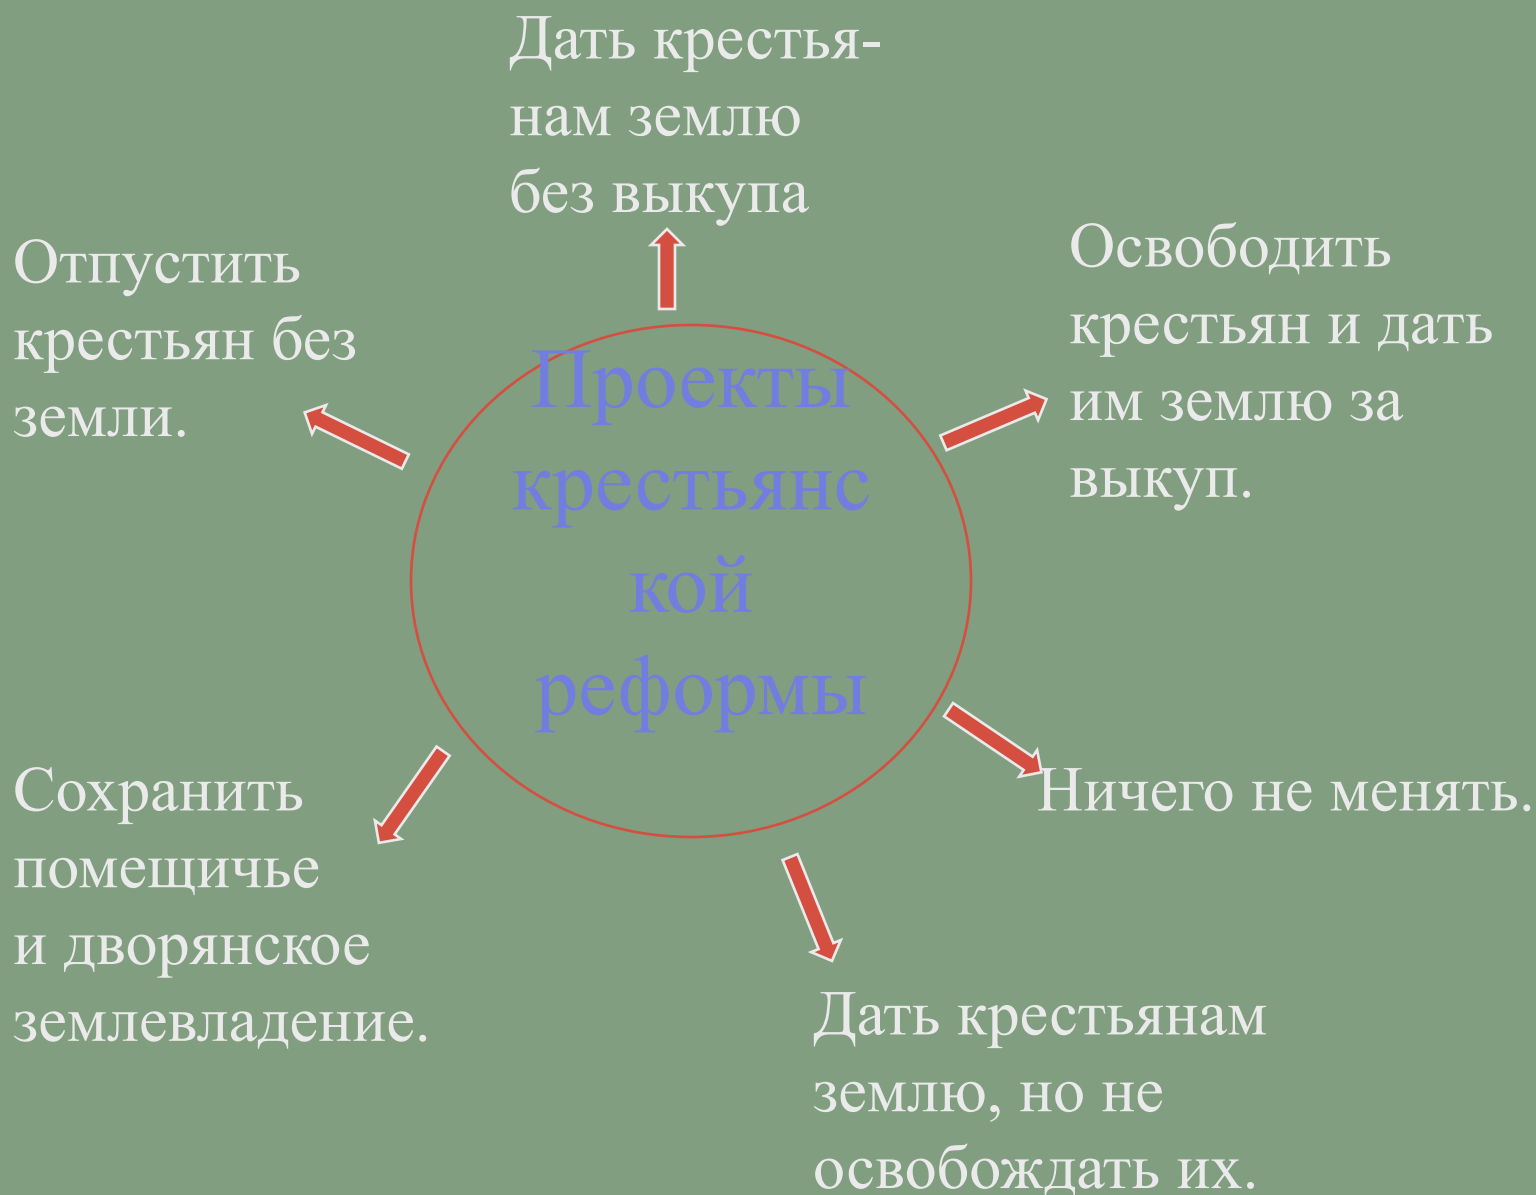 Дать крестья-
нам землю
без выкупа
Отпустить
крестьян без
земли.
Освободить
крестьян и дать
им землю за
выкуп.
Проекты
крестьянс
кой
реформы
Сохранить
помещичье
и дворянское
землевладение.
Ничего не менять.
Дать крестьянам
землю, но не
освобождать их.